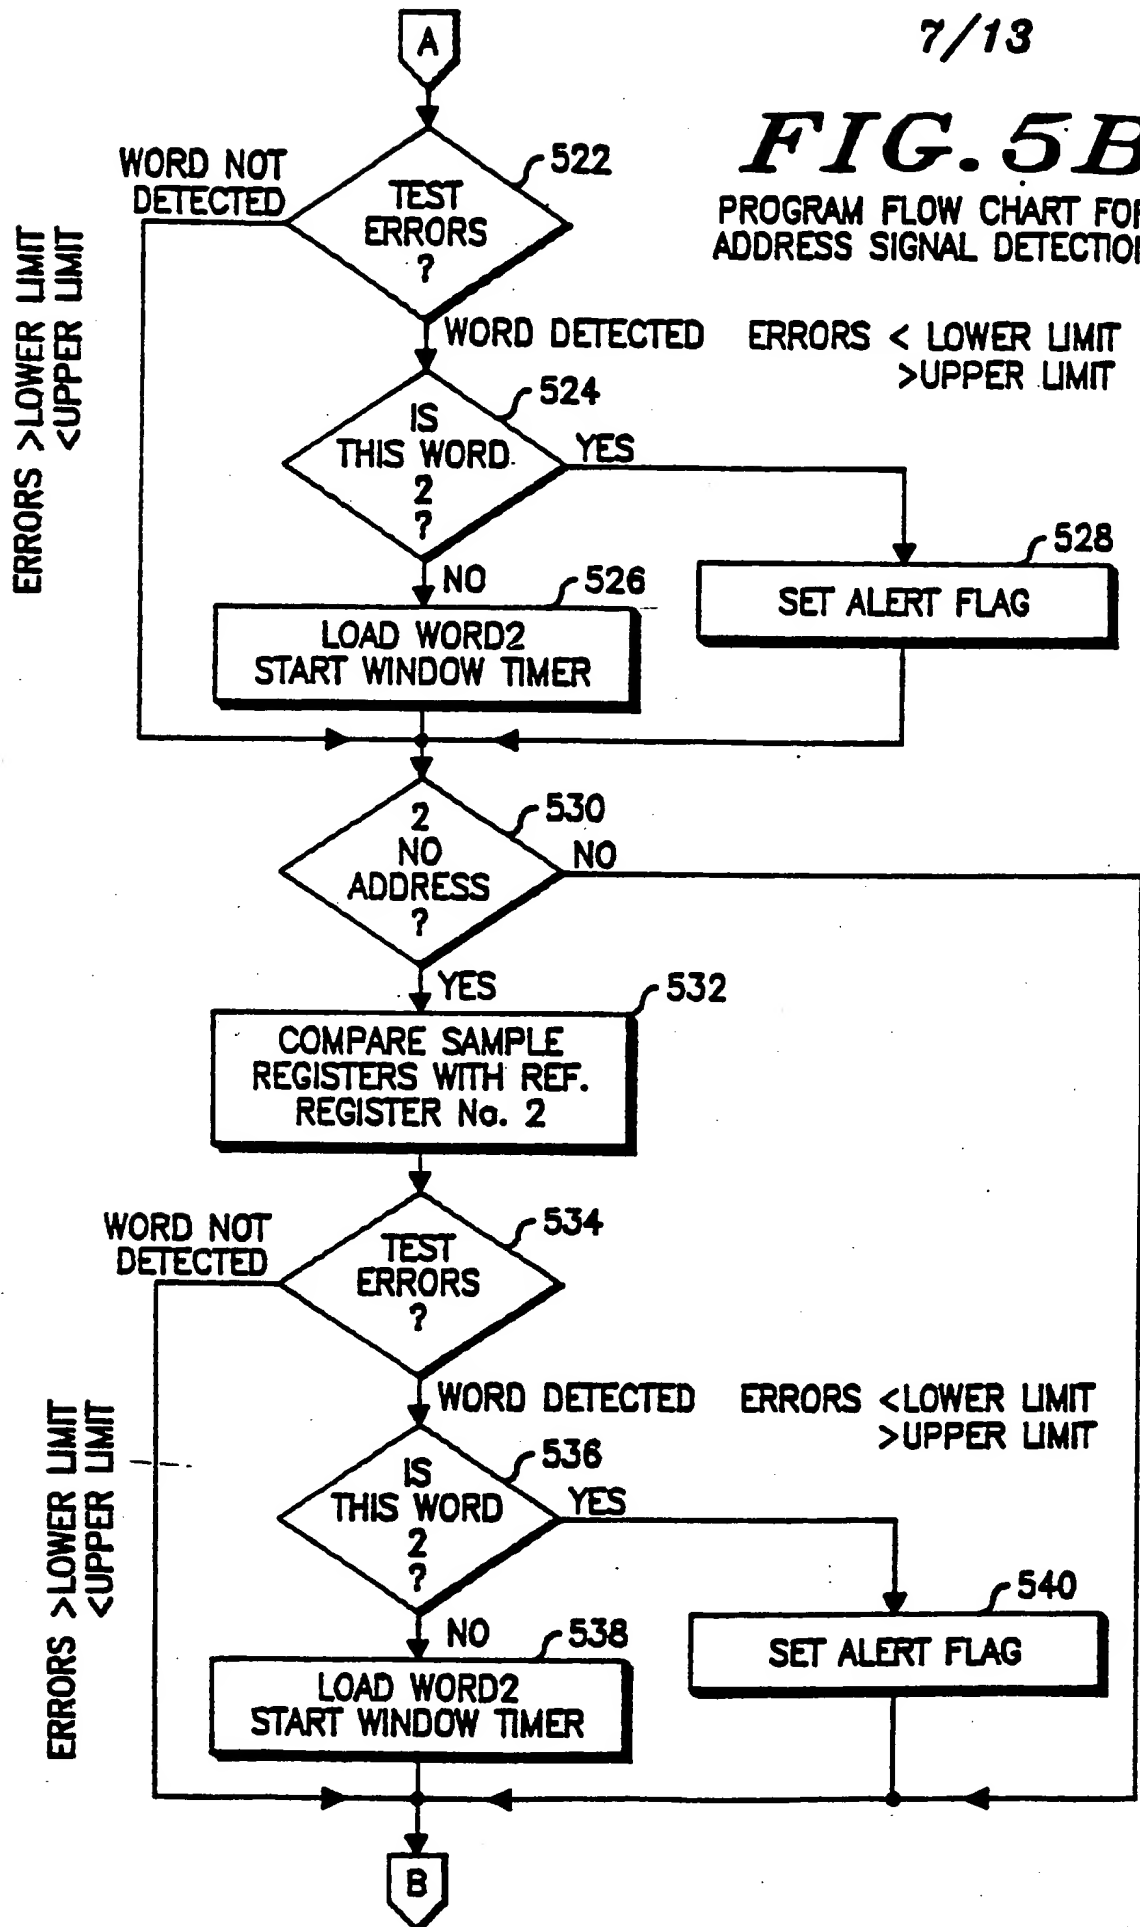 7/13
A
FIG. 5B
PROGRAM FLOW CHART FOR
ADDRESS SIGNAL DETECTION
WORD NOT
DETECTED
522
TEST
ERRORS
?
ERRORS >LOWER LIMIT
<UPPER LIMIT
WORD DETECTED ERRORS < LOWER LIMIT
>UPPER LIMIT
524
IS
THIS WORD
2
?
YES
NO
526
LOAD WORD2
START WINDOW TIMER
528
SET ALERT FLAG
530
2
NO
ADDRESS
?
NO
YES
532
COMPARE SAMPLE
REGISTERS WITH REF.
REGISTER No. 2
WORD NOT
DETECTED
534
TEST
ERRORS
?
ERRORS >LOWER LIMIT
<UPPER LIMIT
WORD DETECTED ERRORS <LOWER LIMIT
>UPPER LIMIT
536
IS
THIS WORD
2
?
YES
NO
538
LOAD WORD2
START WINDOW TIMER
540
SET ALERT FLAG
B